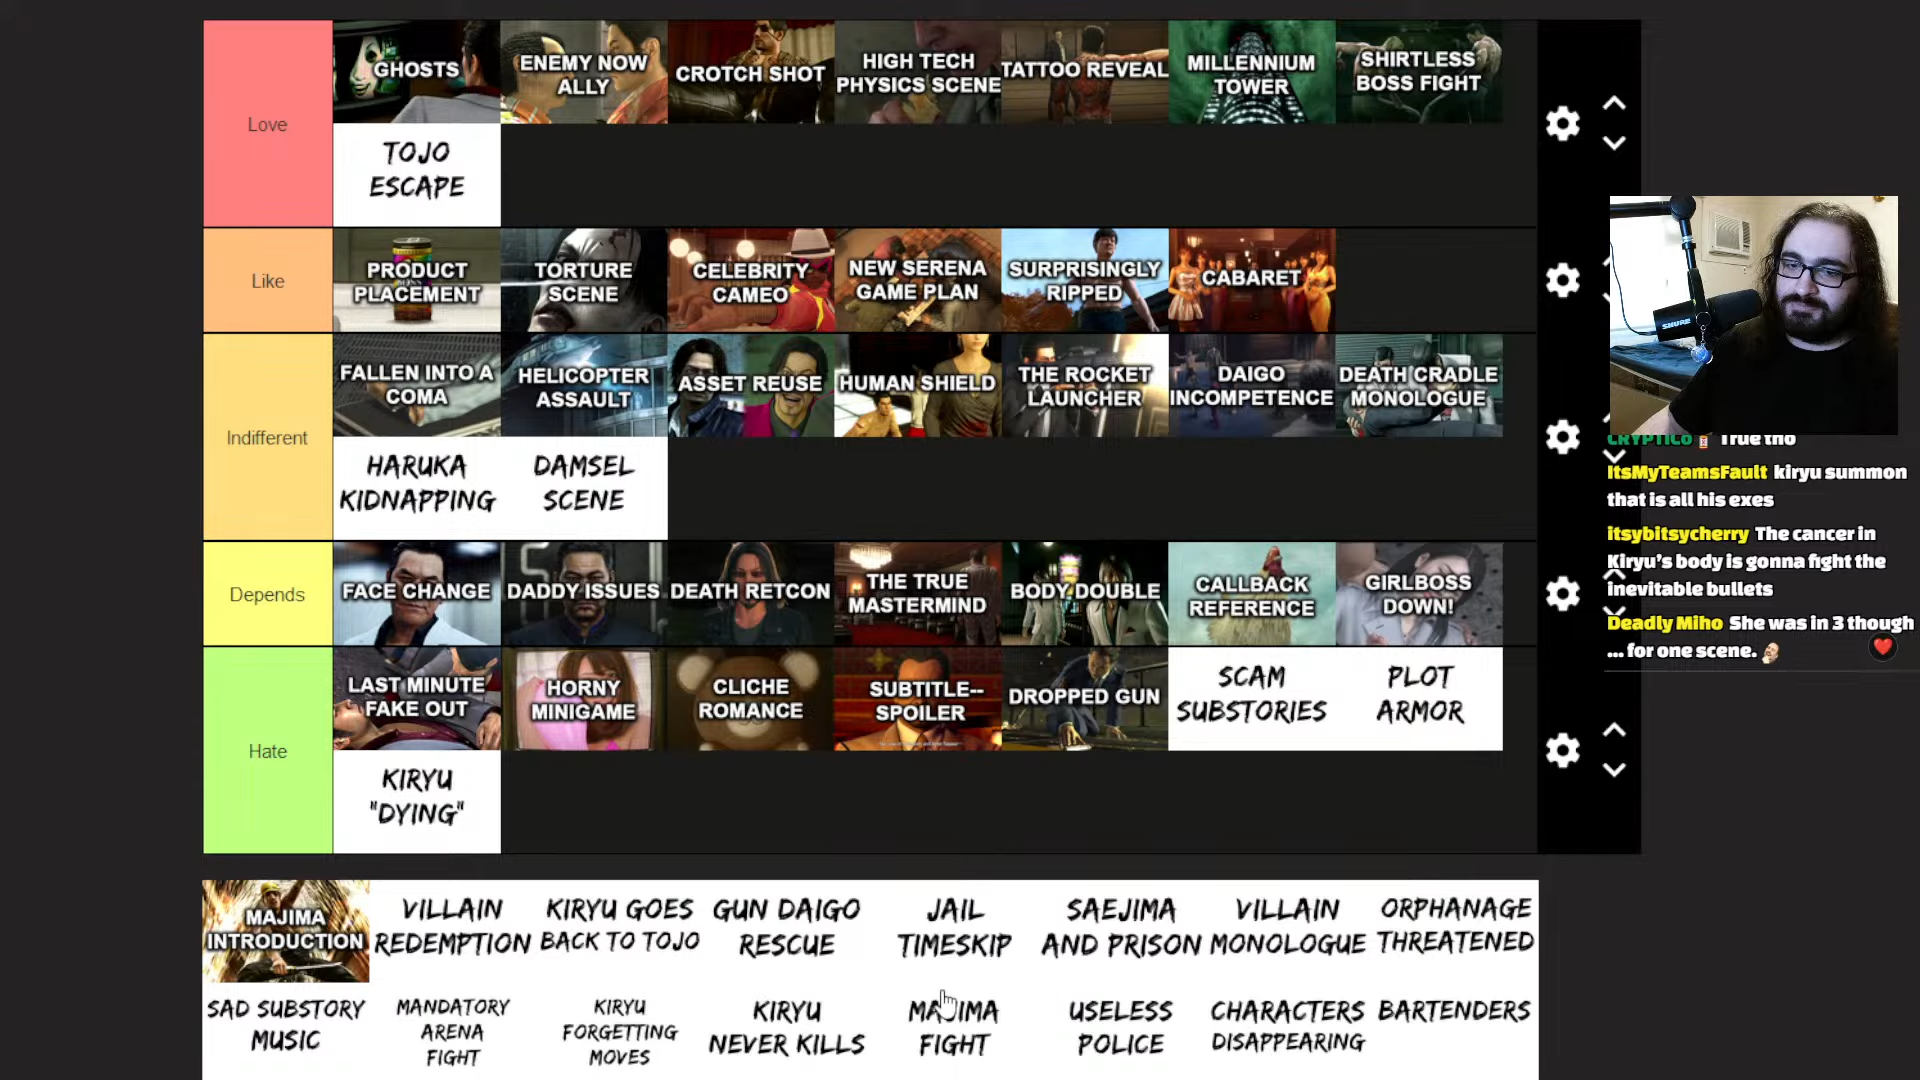 Love
GHOSTS
ENEMY NOW
ALLY
CROTCH SHOT
HIGH TECH
PHYSICS SCENE
TATTOO REVEAL
MILLENNIUM
TOWER
SHIRTLESS
BOSS FIGHT
TOJO
ESCAPE
Like
PRODUCT
PLACEMENT
TORTURE
SCENE
CELEBRITY
CAMEO
NEW SERENA
GAME PLAN
SURPRISINGLY
RIPPED
CABARET
Indifferent
FALLEN INTO A
COMA
HELICOPTER
ASSAULT
ASSET REUSE
HUMAN SHIELD
THE ROCKET
LAUNCHER
DAIGO
INCOMPETENCE
DEATH CRADLE
MONOLOGUE
HARUKA
KIDNAPPING
DAMSEL
SCENE
Depends
FACE CHANGE
DADDY ISSUES
DEATH RETCON
THE TRUE
MASTERMIND
BODY DOUBLE
CALLBACK
REFERENCE
GIRLBOSS
DOWN!
Hate
LAST MINUTE
FAKE OUT
HORNY
MINIGAME
CLICHE
ROMANCE
SUBTITLE--
SPOILER
DROPPED GUN
SCAM
SUBSTORIES
PLOT
ARMOR
KIRYU
"DYING"
MAJIMA
INTRODUCTION
VILLAIN
REDEMPTION
KIRYU GOES
BACK TO TOJO
GUN DAIGO
RESCUE
JAIL
TIMESKIP
SAEJIMA
AND PRISON
VILLAIN
MONOLOGUE
ORPHANAGE
THREATENED
SAD SUBSTORY
MUSIC
MANDATORY
ARENA
FIGHT
KIRYU
FORGETTING
MOVES
KIRYU
NEVER KILLS
MAJIMA
FIGHT
USELESS
POLICE
CHARACTERS
DISAPPEARING
BARTENDERS
SHURE
CRYPTICO True tho
ItsMyTeamsFault kiryu summon
that is all his exes
itsybitsycherry The cancer in
Kiryu's body is gonna fight the
inevitable bullets
Deadly Miho She was in 3 though
... for one scene.